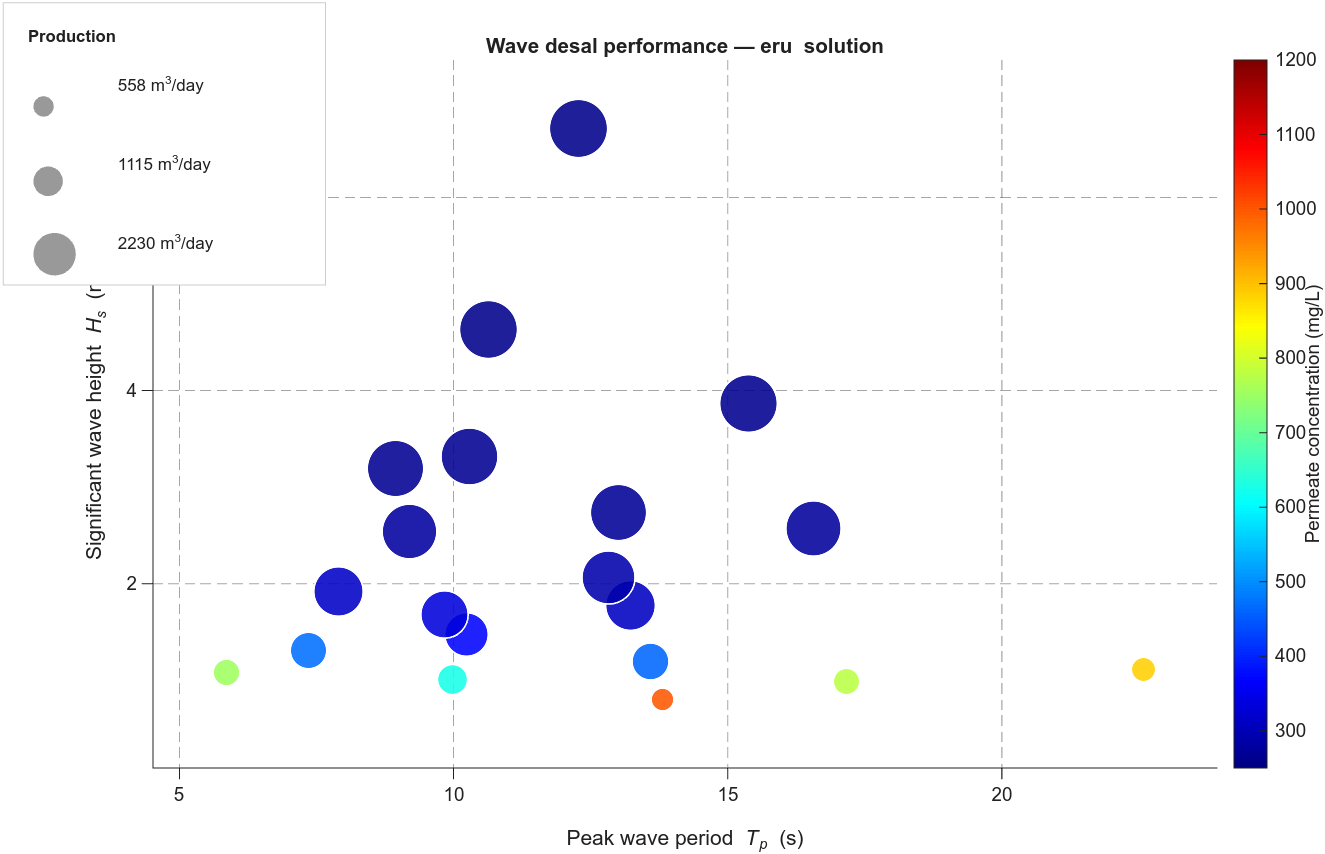 Production
558 m³/day
1115 m³/day
2230 m³/day
Wave desal performance — eru  solution
Significant wave height H_s
4
2
5
10
15
20
Peak wave period T_p (s)
1200
1100
1000
900
800
700
600
500
400
300
Permeate concentration (mg/L)